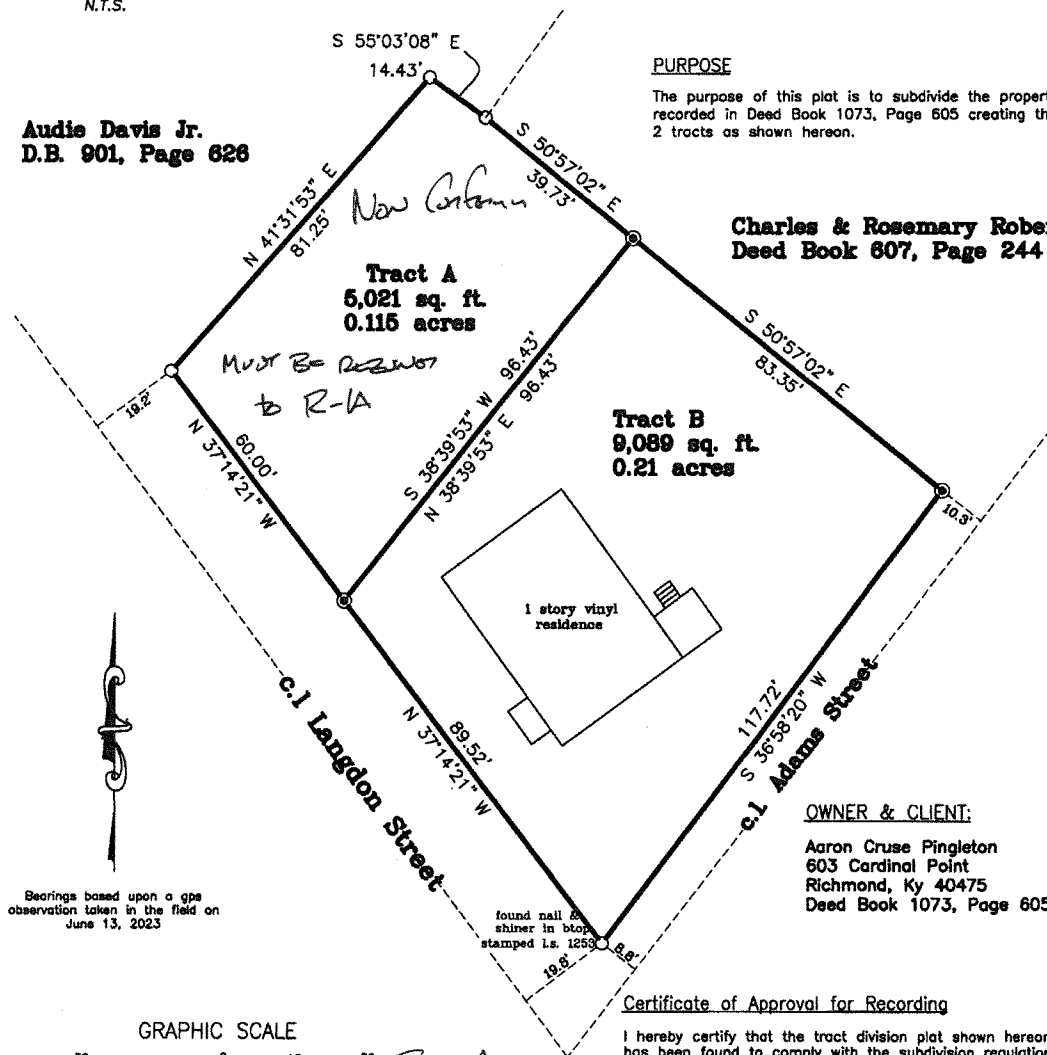 N.T.S.
S 55°03'08" E
14.43'
PURPOSE
The purpose of this plat is to subdivide the propert
recorded in Deed Book 1073, Page 605 creating th
2 tracts as shown hereon.
Audie Davis Jr.
D.B. 901, Page 626
S 50°57'02" E
39.73'
N 41°31'53" E
81.25'
Non Conform
Charles & Rosemary Rober
Deed Book 607, Page 244
Tract A
5,021 sq. ft.
0.115 acres
S 50°57'02" E
83.35'
Must Be Rezoned
to R-1A
19.2'
N 37°14'21" W
60.00'
S 38°39'53" W 96.43'
N 38°39'53" E 96.43'
Tract B
9,089 sq. ft.
0.21 acres
10.3'
1 story vinyl
residence
c.l Langdon Street
N 37°14'21" W
89.52'
117.72'
S 36°58'20" W
c.l. Adams Street
OWNER & CLIENT:
Aaron Cruse Pingleton
603 Cardinal Point
Richmond, Ky 40475
Deed Book 1073, Page 605
Bearings based upon a gps
observation taken in the field on
June 13, 2023
found nail &
shiner in btop
stamped l.s. 1253
19.8'
8.8'
Certificate of Approval for Recording
GRAPHIC SCALE
I hereby certify that the tract division plat shown hereon
has been found to comply with the subdivision regulation